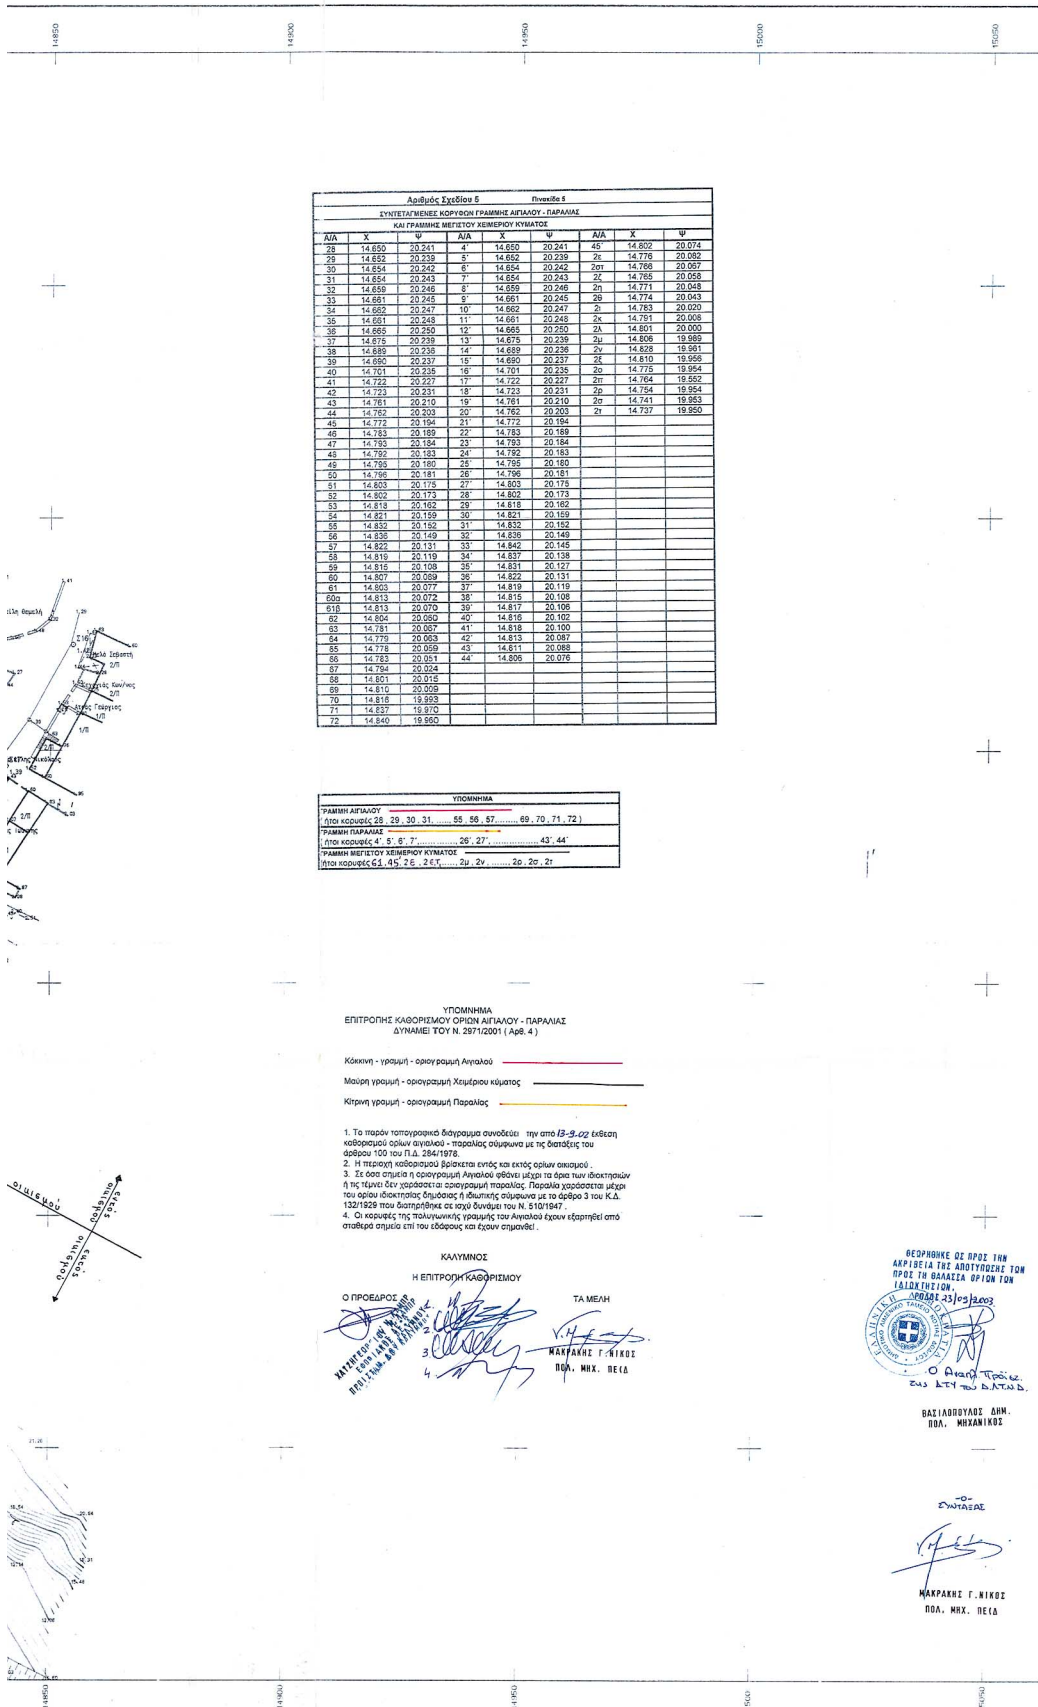 14850 14900 14950 15000 15050
Αριθμός Σχεδίου 5 Πινακίδα 5
ΣΥΝΤΕΤΑΓΜΕΝΕΣ ΚΟΡΥΦΩΝ ΓΡΑΜΜΗΣ ΑΙΓΙΑΛΟΥ - ΠΑΡΑΛΙΑΣ
ΚΑΙ ΓΡΑΜΜΗΣ ΜΕΓΙΣΤΟΥ ΧΕΙΜΕΡΙΟΥ ΚΥΜΑΤΟΣ
Α/Α Χ Ψ Α/Α Χ Ψ Α/Α Χ Ψ
28 14.650 20.241 4' 14.650 20.241 45' 14.802 20.074
29 14.652 20.239 5' 14.652 20.239 2ε 14.776 20.082
30 14.654 20.242 6' 14.654 20.242 2στ 14.766 20.067
31 14.654 20.243 7' 14.654 20.243 2ζ 14.765 20.058
32 14.659 20.246 8' 14.659 20.246 2η 14.771 20.048
33 14.661 20.245 9' 14.661 20.245 2θ 14.774 20.043
34 14.662 20.247 10' 14.662 20.247 2ι 14.783 20.020
35 14.661 20.248 11' 14.661 20.248 2κ 14.791 20.008
36 14.665 20.250 12' 14.665 20.250 2λ 14.801 20.000
37 14.675 20.239 13' 14.675 20.239 2μ 14.806 19.989
38 14.689 20.236 14' 14.689 20.236 2ν 14.828 19.961
39 14.690 20.237 15' 14.690 20.237 2ξ 14.810 19.956
40 14.701 20.235 16' 14.701 20.235 2ο 14.775 19.954
41 14.722 20.227 17' 14.722 20.227 2π 14.764 19.552
42 14.723 20.231 18' 14.723 20.231 2ρ 14.754 19.954
43 14.761 20.210 19' 14.761 20.210 2σ 14.741 19.953
44 14.762 20.203 20' 14.762 20.203 2τ 14.737 19.950
45 14.772 20.194 21' 14.772 20.194
46 14.783 20.189 22' 14.783 20.189
47 14.793 20.184 23' 14.793 20.184
48 14.792 20.183 24' 14.792 20.183
49 14.795 20.180 25' 14.795 20.180
50 14.796 20.181 26' 14.796 20.181
51 14.803 20.175 27' 14.803 20.175
52 14.802 20.173 28' 14.802 20.173
53 14.818 20.162 29' 14.818 20.162
54 14.821 20.159 30' 14.821 20.159
55 14.832 20.152 31' 14.832 20.152
56 14.836 20.149 32' 14.836 20.149
57 14.822 20.131 33' 14.842 20.145
58 14.819 20.119 34' 14.837 20.138
59 14.815 20.108 35' 14.831 20.127
60 14.807 20.089 36' 14.822 20.131
61 14.803 20.077 37' 14.819 20.119
60α 14.813 20.072 38' 14.815 20.108
61β 14.813 20.070 39' 14.817 20.106
62 14.804 20.050 40' 14.816 20.102
63 14.781 20.067 41' 14.818 20.100
64 14.779 20.063 42' 14.813 20.087
65 14.778 20.059 43' 14.811 20.088
66 14.783 20.051 44' 14.806 20.076
67 14.794 20.024
68 14.801 20.015
69 14.810 20.009
70 14.816 19.993
71 14.837 19.970
72 14.840 19.960
Μελά Σεβαστή
2/Π
2/Π
Γεώργιος
1/Π
1/Π
2/Π
2/Π
ΥΠΟΜΝΗΜΑ
ΓΡΑΜΜΗ ΑΙΓΙΑΛΟΥ
(ήτοι κορυφές 28 , 29 , 30 , 31, ...... , 55 , 56 , 57........, 69 , 70 , 71 , 72 )
ΓΡΑΜΜΗ ΠΑΡΑΛΙΑΣ
(ήτοι κορυφές 4', 5', 6', 7',............. , 26', 27', ................ , 43', 44'
ΓΡΑΜΜΗ ΜΕΓΙΣΤΟΥ ΧΕΙΜΕΡΙΟΥ ΚΥΜΑΤΟΣ
(ήτοι κορυφές 61, 45', 2ε , 2στ,...... , 2μ , 2ν , ....... , 2ρ , 2σ , 2τ
ΥΠΟΜΝΗΜΑ
ΕΠΙΤΡΟΠΗΣ ΚΑΘΟΡΙΣΜΟΥ ΟΡΙΩΝ ΑΙΓΙΑΛΟΥ - ΠΑΡΑΛΙΑΣ
ΔΥΝΑΜΕΙ ΤΟΥ Ν. 2971/2001 ( Αρθ. 4 )
Κόκκινη - γραμμή - οριογραμμή Αιγιαλού
Μαύρη γραμμή - οριογραμμή Χειμέριου κύματος
Κίτρινη γραμμή - οριογραμμή Παραλίας
1. Το παρόν τοπογραφικό διάγραμμα συνοδεύει την από 13-9-02 έκθεση
καθορισμού ορίων αιγιαλού - παραλίας σύμφωνα με τις διατάξεις του
άρθρου 100 του Π.Δ. 284/1978.
2. Η περιοχή καθορισμού βρίσκεται εντός και εκτός ορίων οικισμού .
3. Σε όσα σημεία η οριογραμμή Αιγιαλού φθάνει μέχρι τα όρια των ιδιοκτησιών
ή τις τέμνει δεν χαράσσεται οριογραμμή παραλίας. Παραλία χαράσσεται μέχρι
του ορίου ιδιοκτησίας δημόσιας ή ιδιωτικής σύμφωνα με το άρθρο 3 του Κ.Δ.
132/1929 που διατηρήθηκε σε ισχύ δυνάμει του Ν. 510/1947 .
4. Οι κορυφές της πολυγωνικής γραμμής του Αιγιαλού έχουν εξαρτηθεί από
σταθερά σημεία επί του εδάφους και έχουν σημανθεί .
εντός
οικισμού
εκτός
οικισμού
ΚΑΛΥΜΝΟΣ
Η ΕΠΙΤΡΟΠΗ ΚΑΘΟΡΙΣΜΟΥ
Ο ΠΡΟΕΔΡΟΣ
ΤΑ ΜΕΛΗ
2.
3.
4.
ΜΑΚΡΑΚΗΣ Γ.ΝΙΚΟΣ
ΠΟΛ. ΜΗΧ. ΠΕ(Δ
ΘΕΩΡΗΘΗΚΕ ΩΣ ΠΡΟΣ ΤΗΝ
ΑΚΡΙΒΕΙΑ ΤΗΣ ΑΠΟΤΥΠΩΣΗΣ ΤΩΝ
ΠΡΟΣ ΤΗ ΘΑΛΑΣΣΑ ΟΡΙΩΝ ΤΩΝ
ΙΔΙΟΚΤΗΣΙΩΝ.
ΡΟΔΟΣ 23/09/2003
ΕΛΛΗΝΙΚΗ ΔΗΜΟΚΡΑΤΙΑ
Ο Αναπλ. Προϊστ.
της ΔΤΥ του Δ.Λ.Τ.Ν.Δ.
ΒΑΣΙΛΟΠΟΥΛΟΣ ΔΗΜ.
ΠΟΛ. ΜΗΧΑΝΙΚΟΣ
-Ο-
ΣΥΝΤΑΞΑΣ
ΜΑΚΡΑΚΗΣ Γ.ΝΙΚΟΣ
ΠΟΛ. ΜΗΧ. ΠΕ(Δ
14850 14900 14950